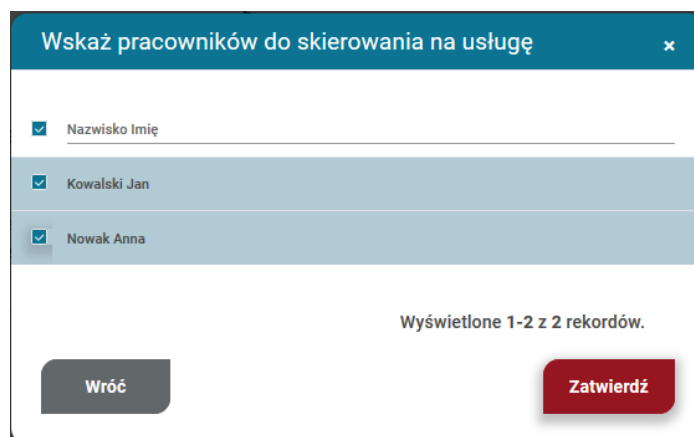 Wskaż pracowników do skierowania na usługę ×
Nazwisko Imię
Kowalski Jan
Nowak Anna
Wyświetlone 1-2 z 2 rekordów.
Wróć Zatwierdź